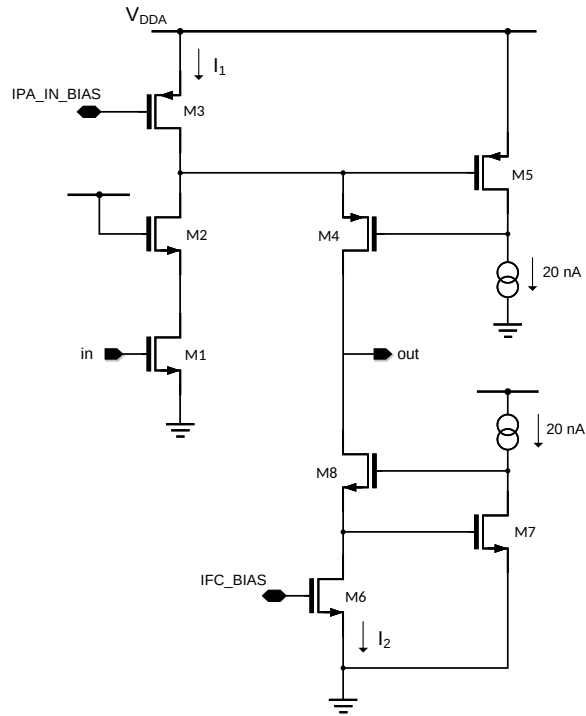 VDDA
I1
IPA_IN_BIAS
M3
M5
M2
M4
20 nA
in
M1
out
20 nA
M8
M7
IFC_BIAS
M6
I2